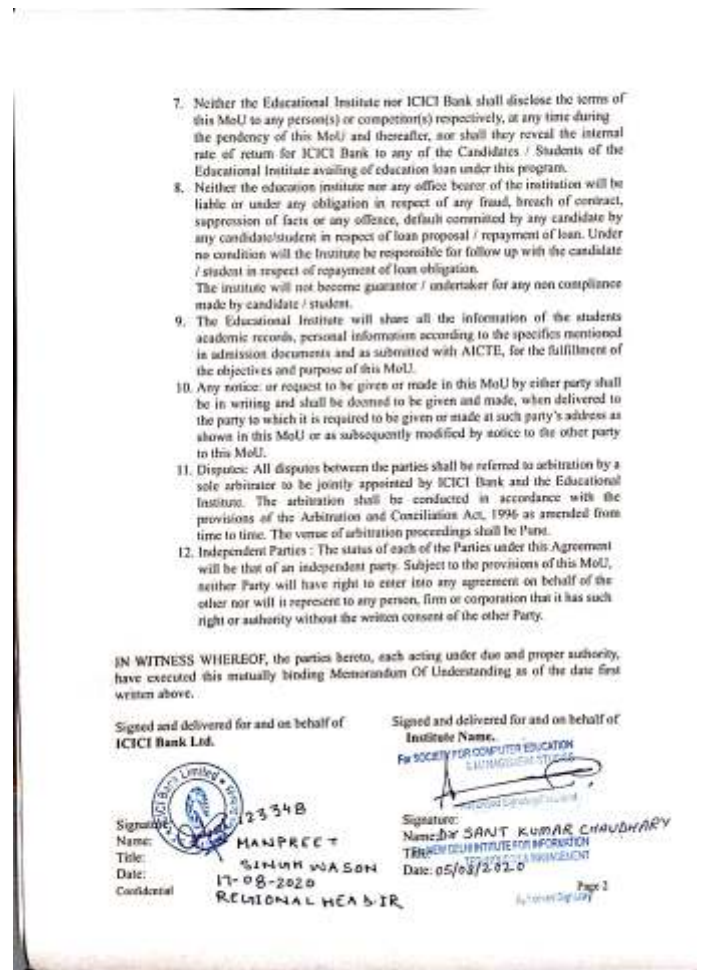 7. Neither the Educational Institute nor ICICI Bank shall disclose the terms of
this MoU to any person(s) or competitor(s) respectively, at any time during
the pendency of this MoU and thereafter, nor shall they reveal the internal
rate of return for ICICI Bank to any of the Candidates / Students of the
Educational Institute availing of education loan under this program.
8. Neither the education institute nor any office bearer of the institution will be
liable or under any obligation in respect of any fraud, breach of contract,
suppression of facts or any offence, default committed by any candidate by
any candidate/student in respect of loan proposal / repayment of loan. Under
no condition will the Institute be responsible for follow up with the candidate
/ student in respect of repayment of loan obligation.
The institute will not become guarantor / undertaker for any non compliance
made by candidate / student.
9. The Educational Institute will share all the information of the students
academic records, personal information according to the specifics mentioned
in admission documents and as submitted with AICTE, for the fulfillment of
the objectives and purpose of this MoU.
10. Any notice: or request to be given or made in this MoU by either party shall
be in writing and shall be deemed to be given and made, when delivered to
the party to which it is required to be given or made at such party's address as
shown in this MoU or as subsequently modified by notice to the other party
to this MoU.
11. Disputes: All disputes between the parties shall be referred to arbitration by a
sole arbitrator to be jointly appointed by ICICI Bank and the Educational
Institute. The arbitration shall be conducted in accordance with the
provisions of the Arbitration and Conciliation Act, 1996 as amended from
time to time. The venue of arbitration proceedings shall be Pune.
12. Independent Parties : The status of each of the Parties under this Agreement
will be that of an independent party. Subject to the provisions of this MoU,
neither Party will have right to enter into any agreement on behalf of the
other nor will it represent to any person, firm or corporation that it has such
right or authority without the written consent of the other Party.
IN WITNESS WHEREOF, the parties hereto, each acting under due and proper authority,
have executed this mutually binding Memorandum Of Understanding as of the date first
written above.
Signed and delivered for and on behalf of
ICICI Bank Ltd.
ICICI Bank Limited
Signature: 123348
Name: MANPREET
Title: SINGH WASON
Date: 17-08-2020
Confidential REGIONAL HEAD IR
Signed and delivered for and on behalf of
Institute Name.
For SOCIETY FOR COMPUTER EDUCATION
& MANAGEMENT STUDIES
Signature:
Name: Dr SANT KUMAR CHAUDHARY
Title: NEW DELHI INSTITUTE FOR INFORMATION
TECHNOLOGY & MANAGEMENT
Date: 05/08/2020
Page 2